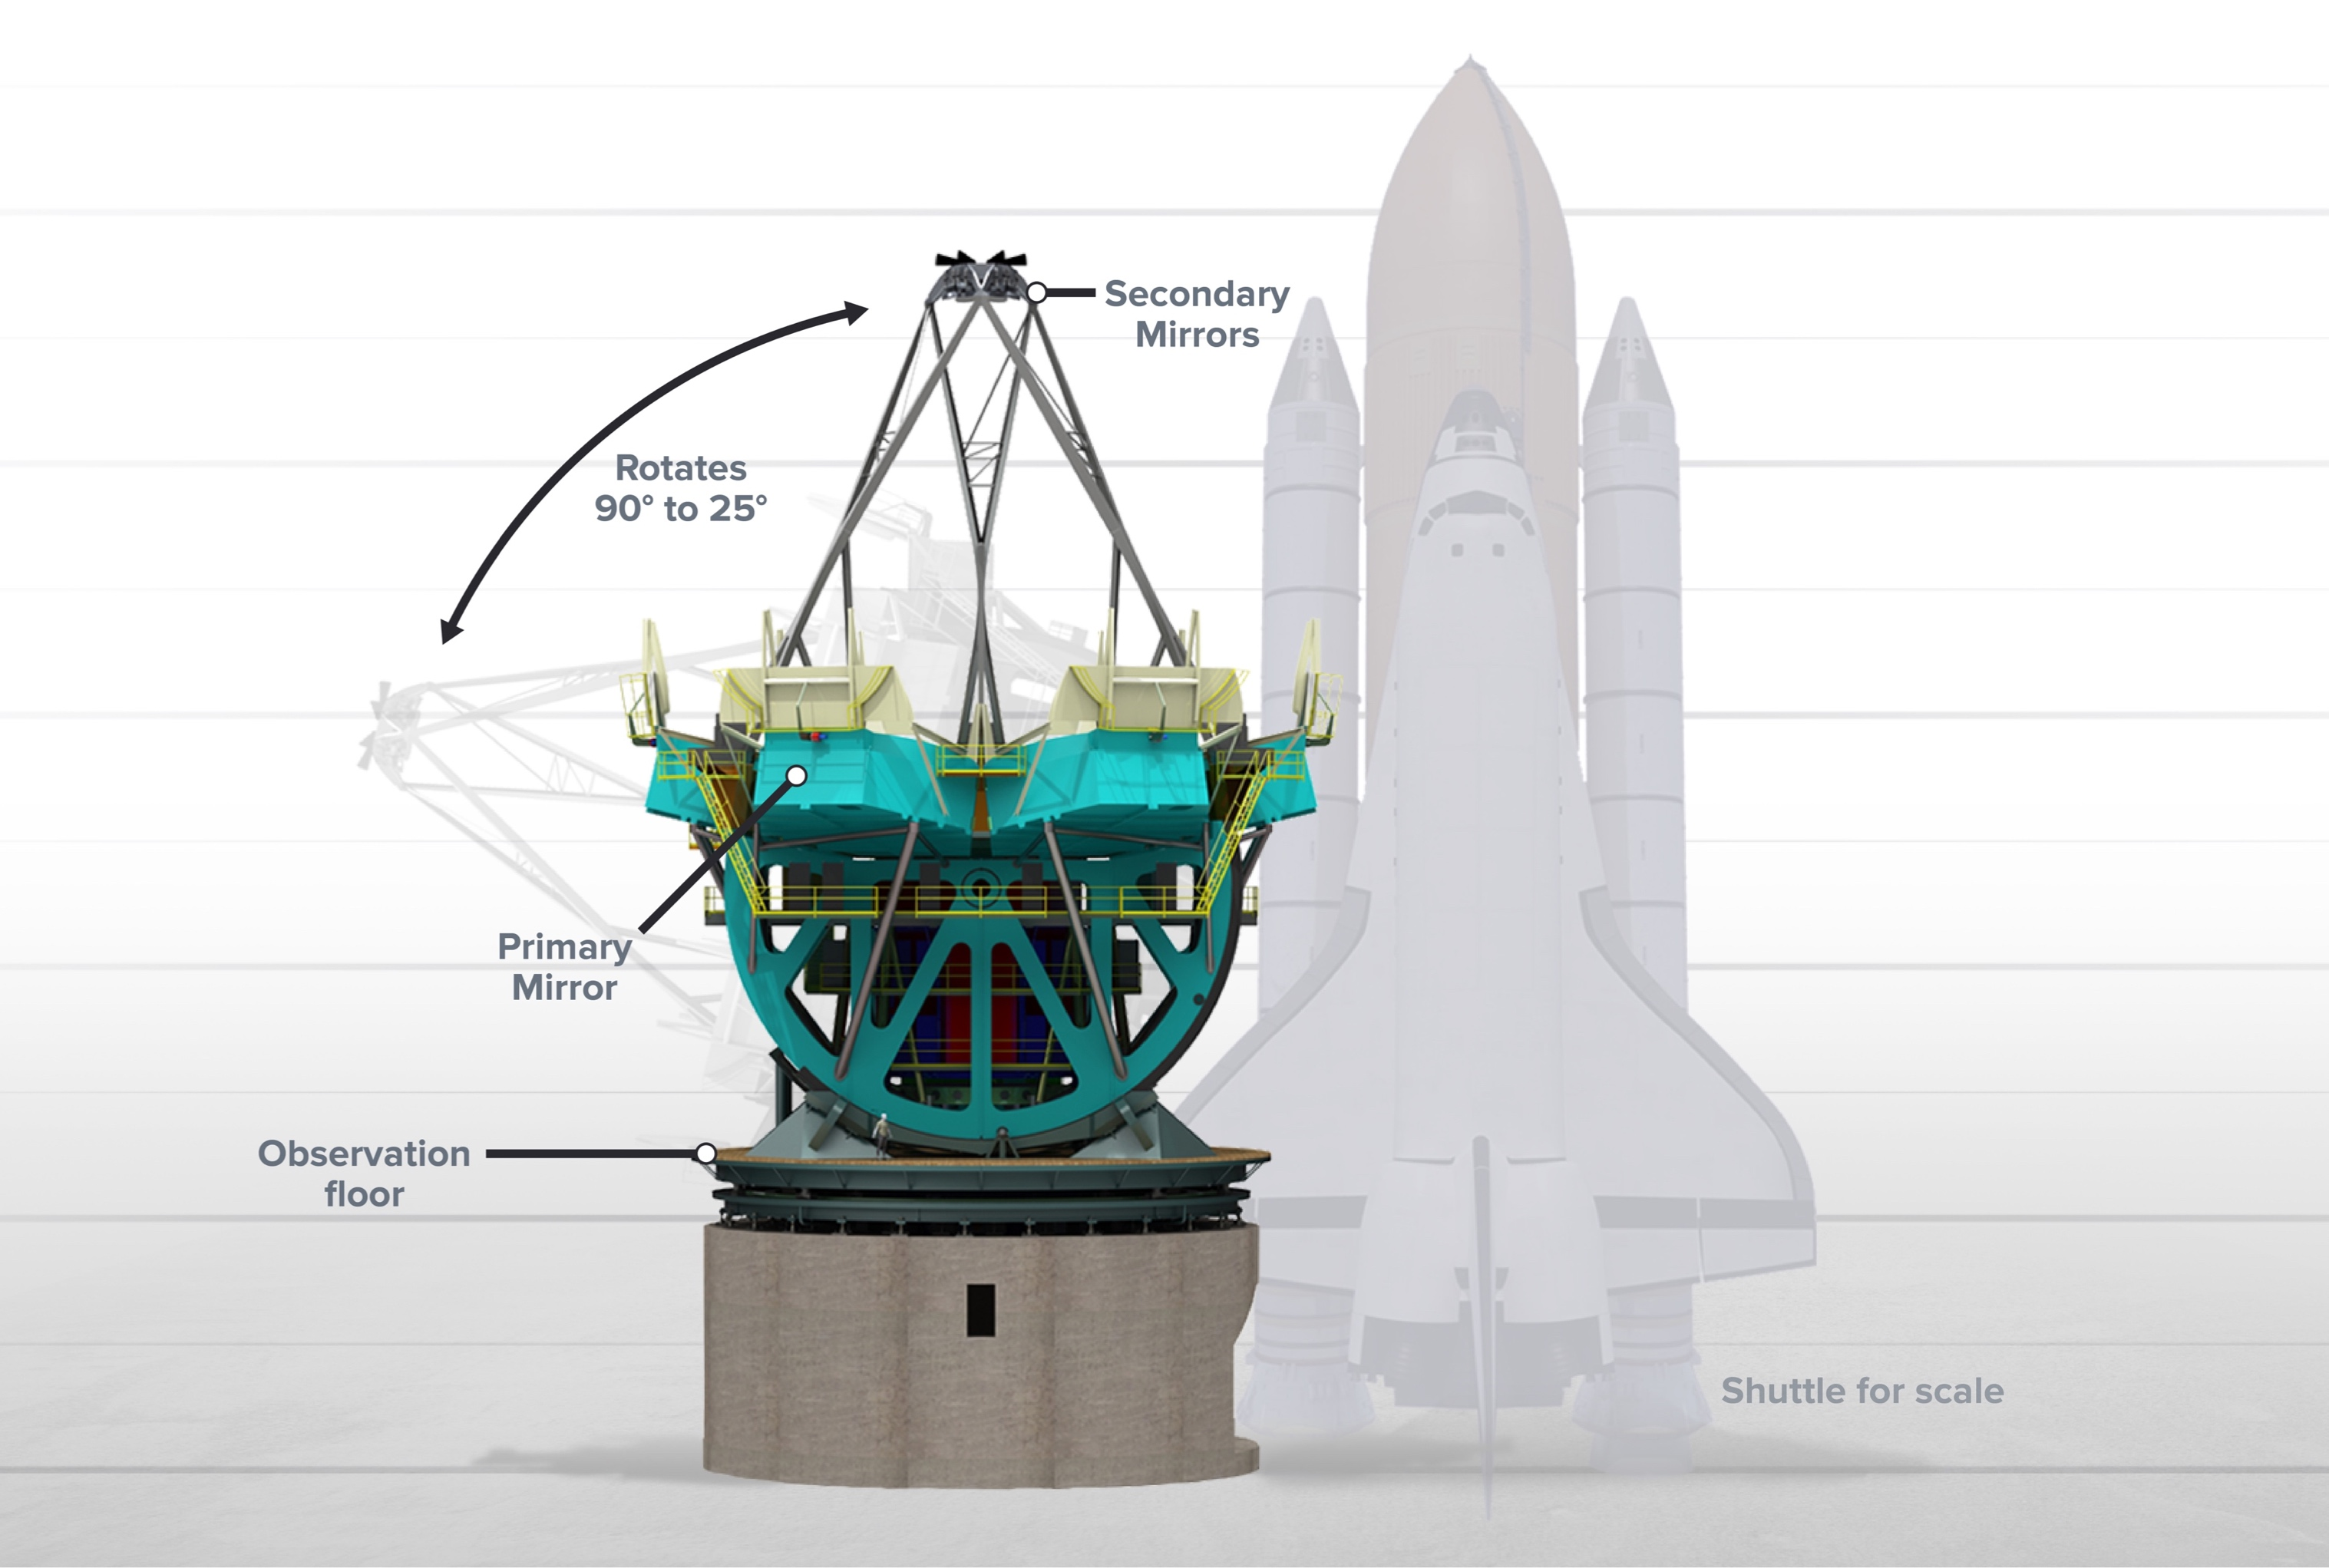 Secondary
Mirrors
Rotates
90° to 25°
Primary
Mirror
Observation
floor
Shuttle for scale